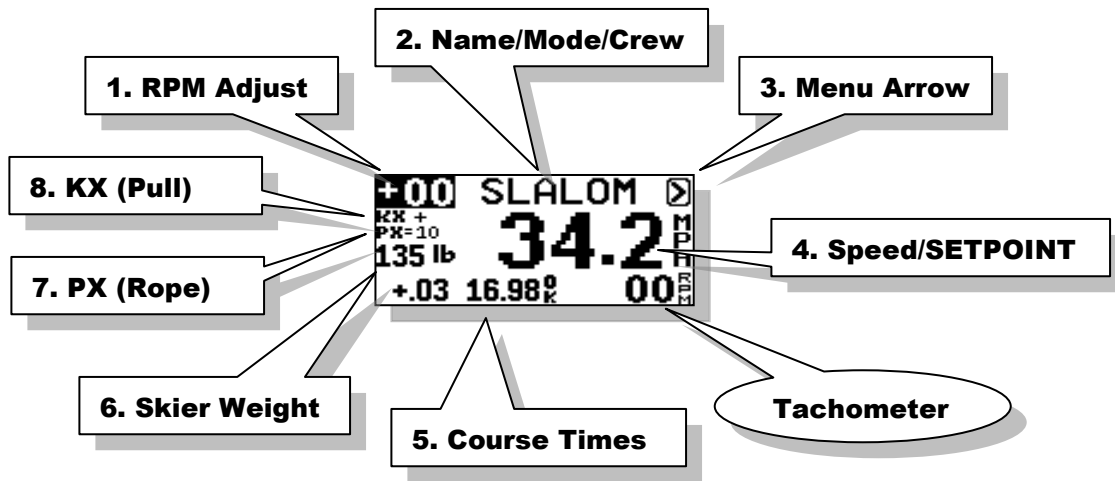 2. Name/Mode/Crew
1. RPM Adjust
3. Menu Arrow
8. KX (Pull)
+00 SLALOM >
KX +
PX=10
34.2 MPH
135 lb
4. Speed/SETPOINT
7. PX (Rope)
+.03 16.98 OK 00 RPM
6. Skier Weight
Tachometer
5. Course Times